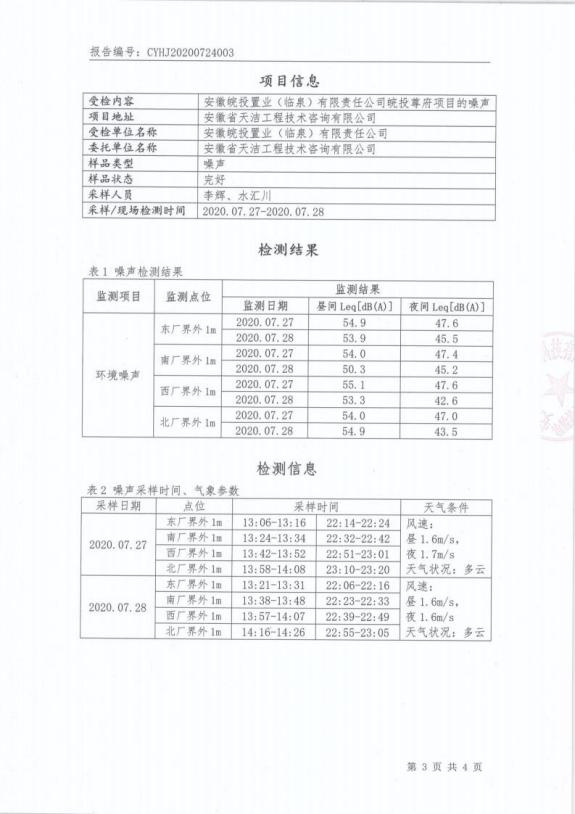 报告编号：CYHJ20200724003
项目信息
受检内容 安徽皖投置业（临泉）有限责任公司皖投尊府项目的噪声
项目地址 安徽省天洁工程技术咨询有限公司
受检单位名称 安徽皖投置业（临泉）有限责任公司
委托单位名称 安徽省天洁工程技术咨询有限公司
样品类型 噪声
样品状态 完好
采样人员 李辉、水汇川
采样/现场检测时间 2020.07.27-2020.07.28
检测结果
表 1 噪声检测结果
监测项目 监测点位 监测结果
监测日期 昼间 Leq[dB(A)] 夜间 Leq[dB(A)]
环境噪声
东厂界外 1m 2020.07.27 54.9 47.6
2020.07.28 53.9 45.5
南厂界外 1m 2020.07.27 54.0 47.4
2020.07.28 50.3 45.2
西厂界外 1m 2020.07.27 55.1 47.6
2020.07.28 53.3 42.6
北厂界外 1m 2020.07.27 54.0 47.0
2020.07.28 54.9 43.5
检测信息
表 2 噪声采样时间、气象参数
采样日期 点位 采样时间 天气条件
2020.07.27
东厂界外 1m 13:06-13:16 22:14-22:24 风速：
南厂界外 1m 13:24-13:34 22:32-22:42 昼 1.6m/s，
西厂界外 1m 13:42-13:52 22:51-23:01 夜 1.7m/s
北厂界外 1m 13:58-14:08 23:10-23:20 天气状况：多云
2020.07.28
东厂界外 1m 13:21-13:31 22:06-22:16 风速：
南厂界外 1m 13:38-13:48 22:23-22:33 昼 1.6m/s，
西厂界外 1m 13:57-14:07 22:39-22:49 夜 1.6m/s
北厂界外 1m 14:16-14:26 22:55-23:05 天气状况：多云
第 3 页 共 4 页